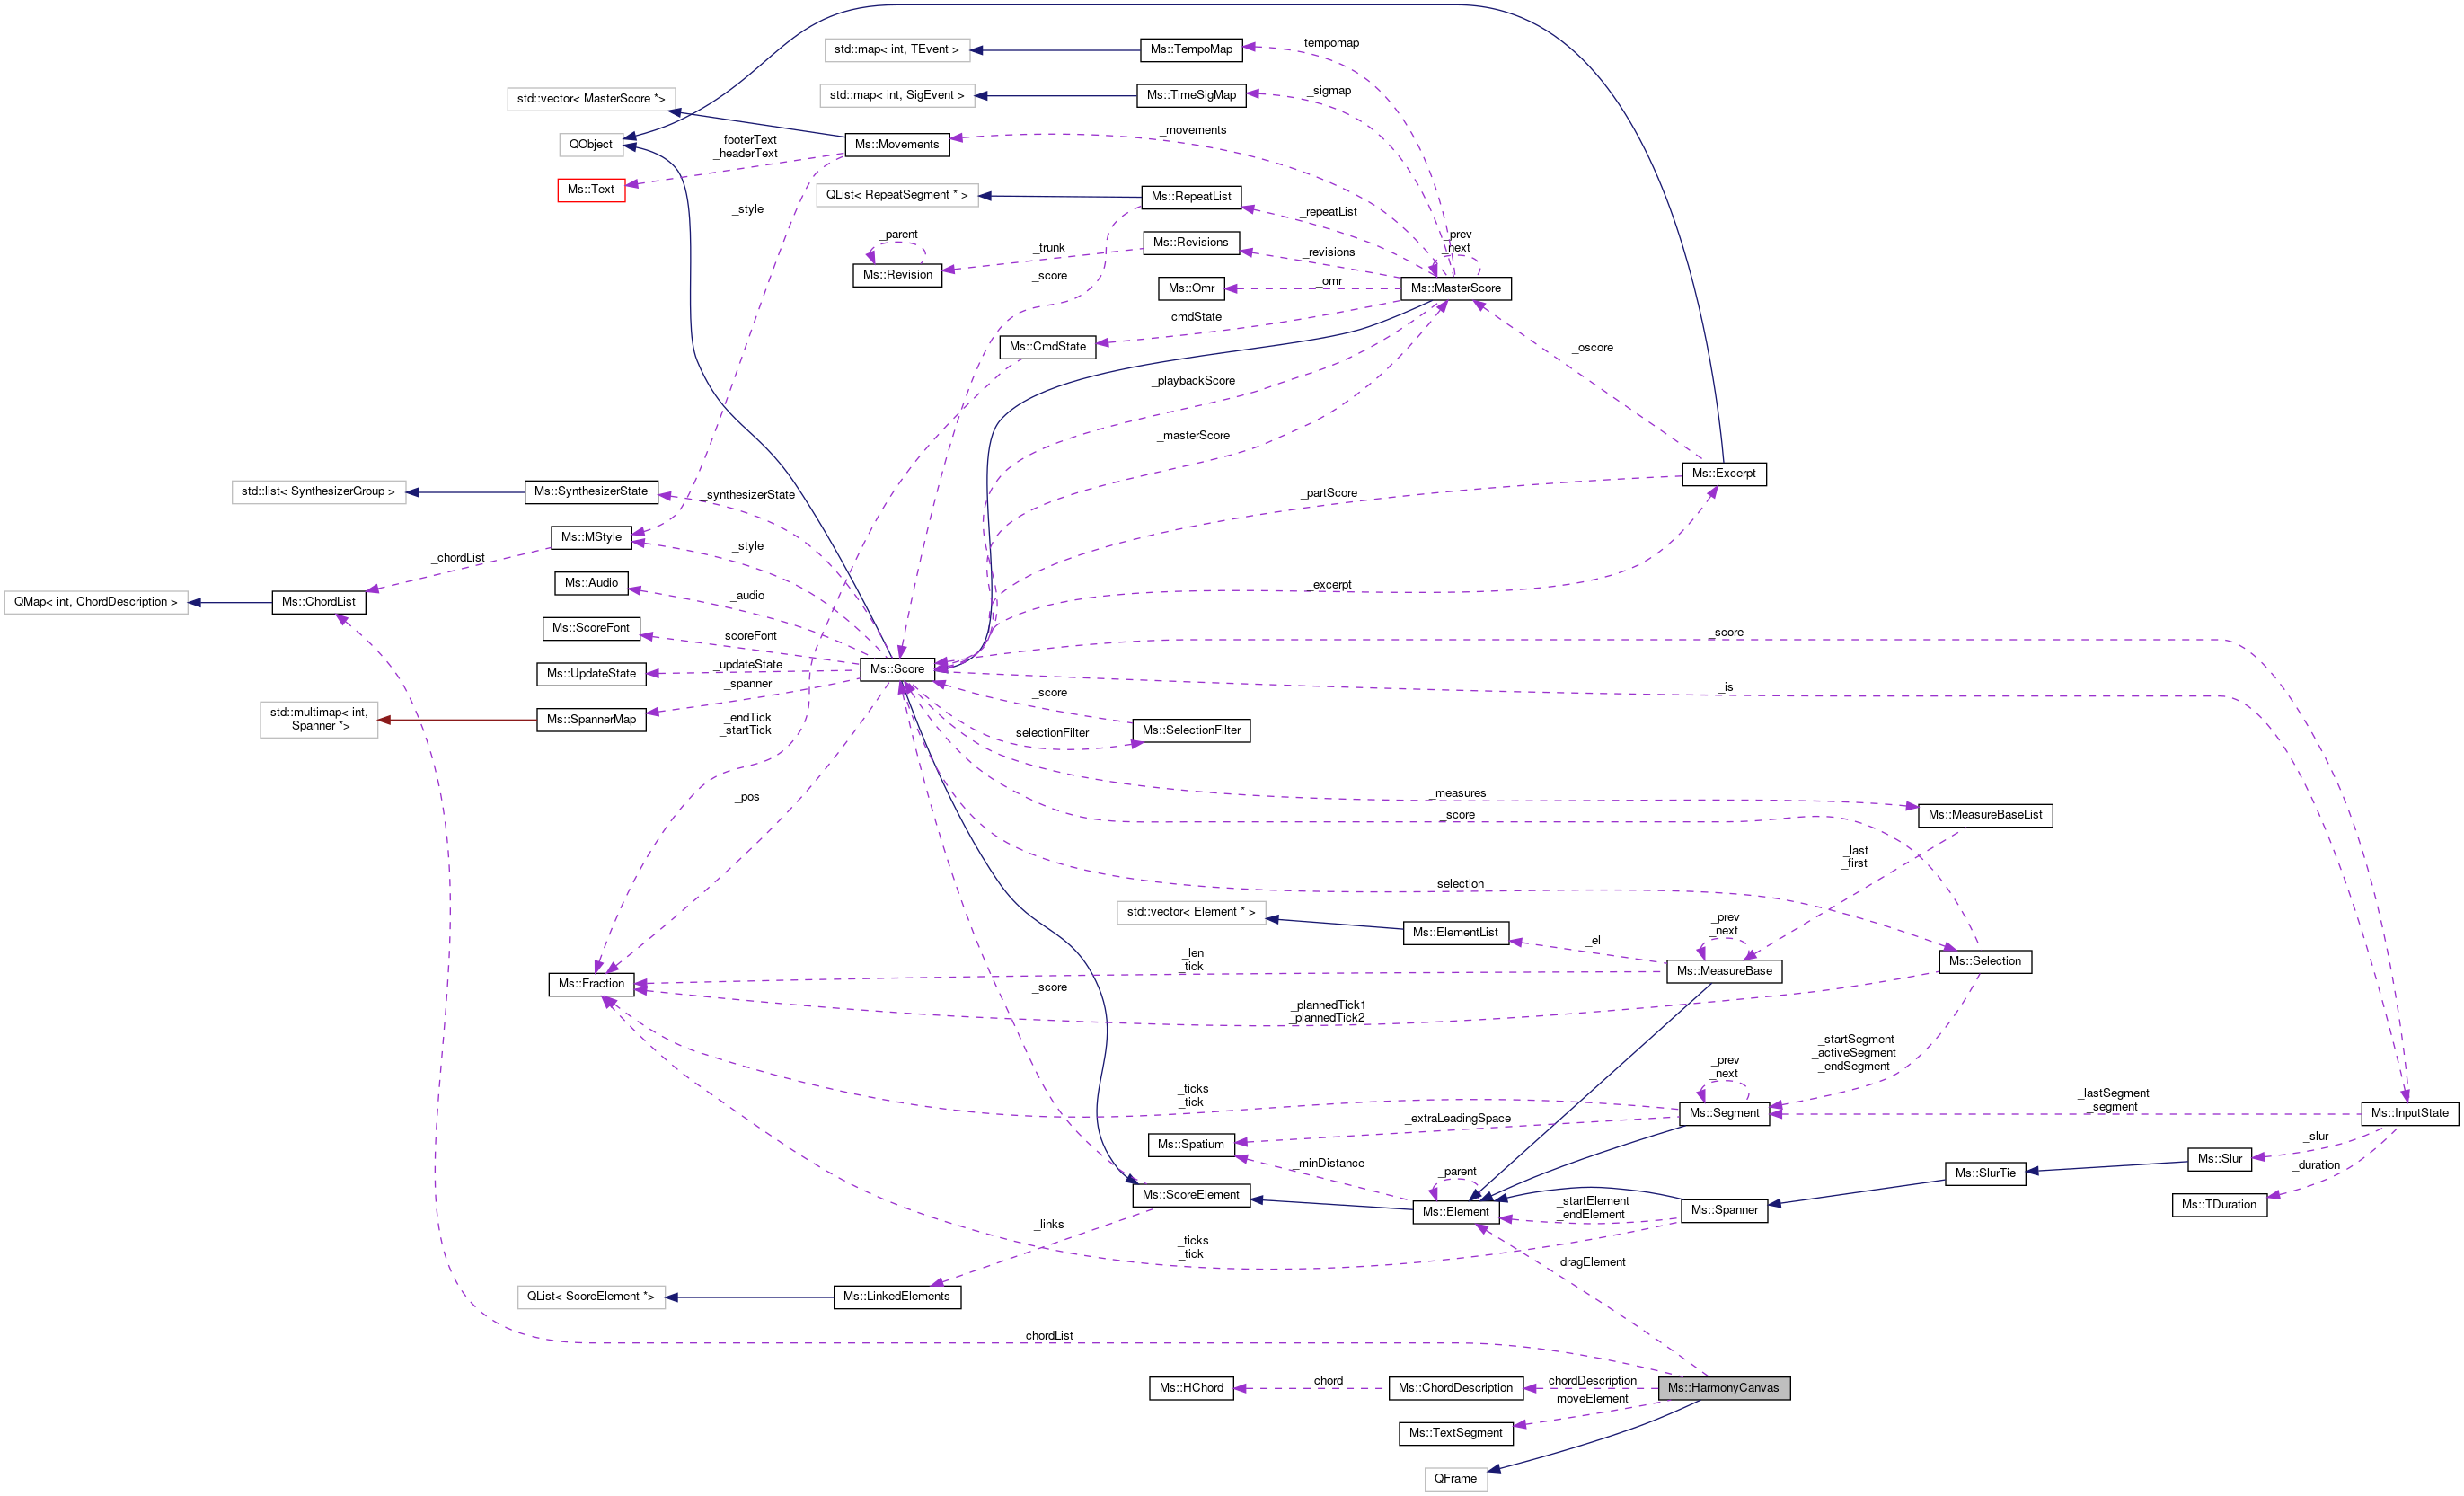 std::map< int, TEvent >
Ms::TempoMap
_tempomap
std::vector< MasterScore *>
std::map< int, SigEvent >
Ms::TimeSigMap
_sigmap
QObject
Ms::Movements
_movements
_footerText
_headerText
Ms::Text
QList< RepeatSegment * >
Ms::RepeatList
_repeatList
_style
_parent
Ms::Revision
_trunk
Ms::Revisions
_revisions
_prev
_next
_score
Ms::Omr
_omr
Ms::MasterScore
_cmdState
Ms::CmdState
_oscore
_playbackScore
_masterScore
Ms::Excerpt
std::list< SynthesizerGroup >
Ms::SynthesizerState
_synthesizerState
_partScore
Ms::MStyle
_style
_chordList
Ms::Audio
_audio
_excerpt
QMap< int, ChordDescription >
Ms::ChordList
Ms::ScoreFont
_scoreFont
_score
Ms::UpdateState
_updateState
Ms::Score
_spanner
_score
_is
std::multimap< int,
Spanner *>
Ms::SpannerMap
_endTick
_startTick
_selectionFilter
Ms::SelectionFilter
_pos
_measures
_score
Ms::MeasureBaseList
_last
_first
_selection
std::vector< Element * >
Ms::ElementList
_el
_prev
_next
Ms::MeasureBase
Ms::Selection
Ms::Fraction
_len
_tick
_score
_plannedTick1
_plannedTick2
_startSegment
_activeSegment
_endSegment
_prev
_next
_ticks
_tick
Ms::Segment
_lastSegment
_segment
Ms::InputState
_extraLeadingSpace
Ms::Spatium
_slur
_minDistance
_parent
Ms::Slur
_duration
Ms::SlurTie
Ms::ScoreElement
Ms::Element
_startElement
_endElement
Ms::Spanner
Ms::TDuration
_links
_ticks
_tick
dragElement
QList< ScoreElement *>
Ms::LinkedElements
chordList
Ms::HChord
chord
Ms::ChordDescription
chordDescription
Ms::HarmonyCanvas
moveElement
Ms::TextSegment
QFrame